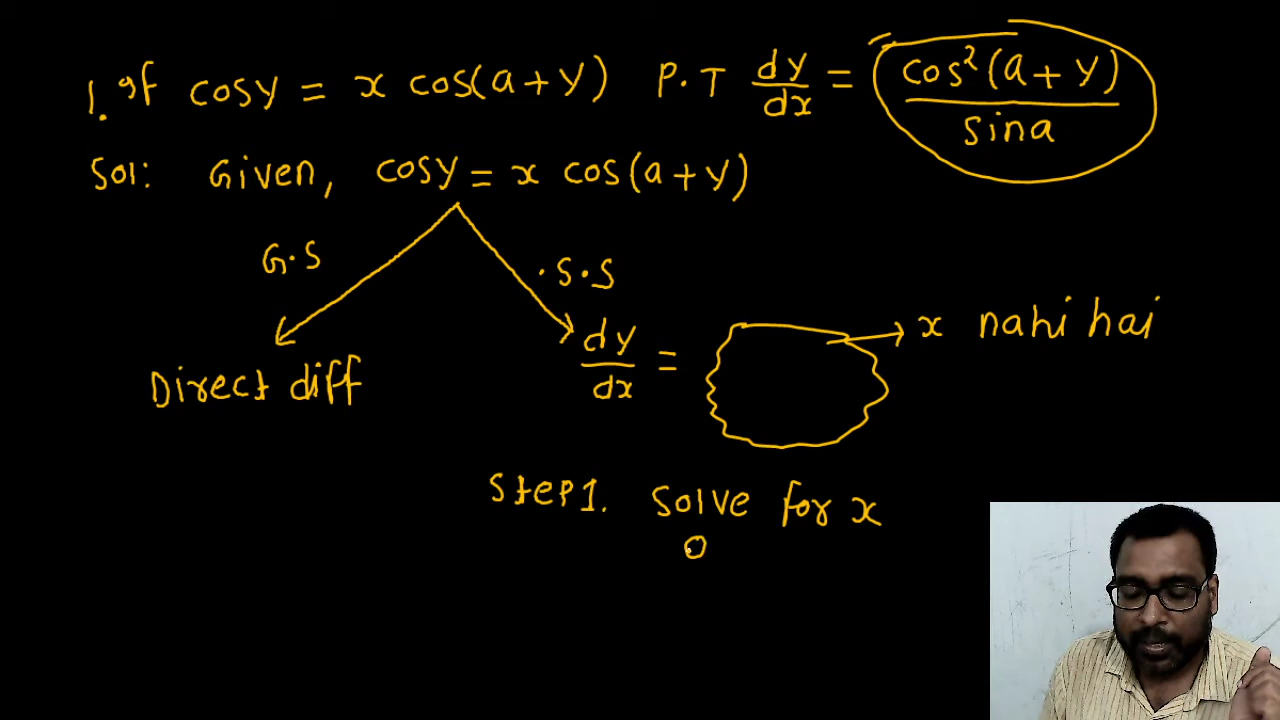 1. If cosy = x cos(a+y) P.T dy/dx = cos²(a+y)/sina
Sol: Given, cosy = x cos(a+y)
G.S .S.S
Direct diff
dy/dx = → x nahi hai
Step1. Solve for x